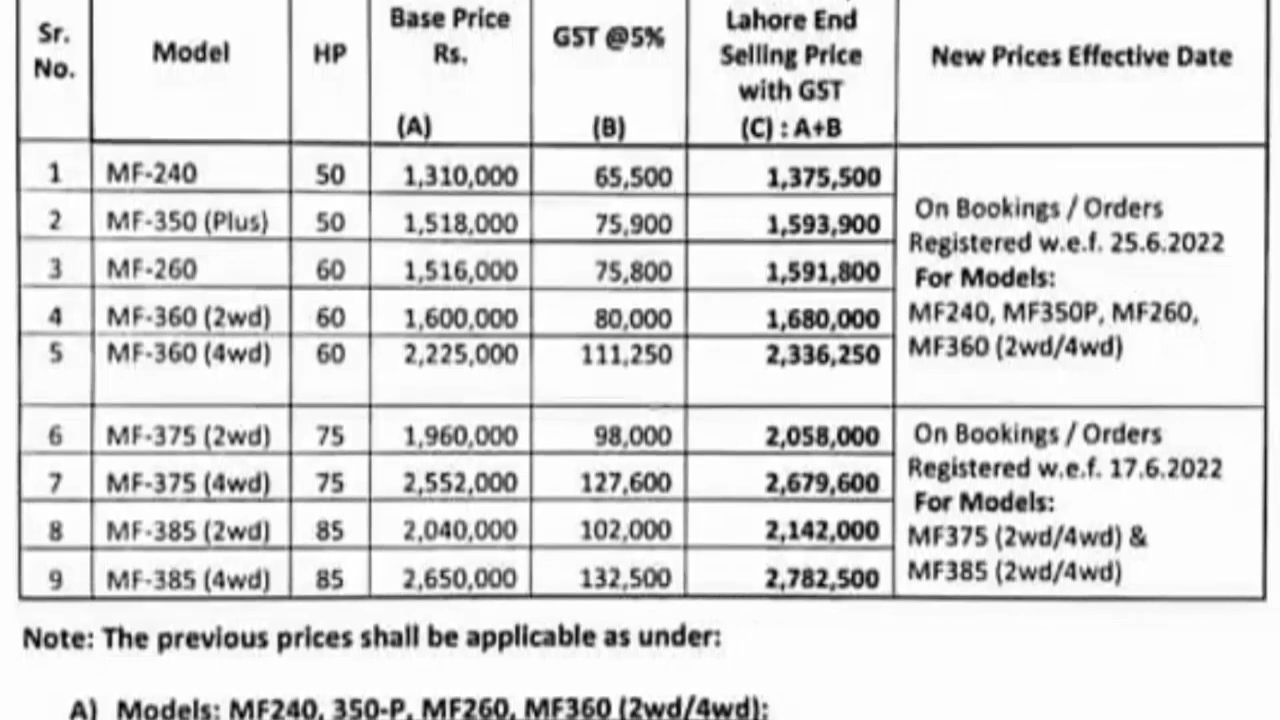 Sr. No. Model HP Base Price Rs. (A) GST @5% (B) Lahore End Selling Price with GST (C) : A+B New Prices Effective Date
1 MF-240 50 1,310,000 65,500 1,375,500
2 MF-350 (Plus) 50 1,518,000 75,900 1,593,900
3 MF-260 60 1,516,000 75,800 1,591,800
4 MF-360 (2wd) 60 1,600,000 80,000 1,680,000
5 MF-360 (4wd) 60 2,225,000 111,250 2,336,250
On Bookings / Orders
Registered w.e.f. 25.6.2022
For Models:
MF240, MF350P, MF260,
MF360 (2wd/4wd)
6 MF-375 (2wd) 75 1,960,000 98,000 2,058,000
7 MF-375 (4wd) 75 2,552,000 127,600 2,679,600
8 MF-385 (2wd) 85 2,040,000 102,000 2,142,000
9 MF-385 (4wd) 85 2,650,000 132,500 2,782,500
On Bookings / Orders
Registered w.e.f. 17.6.2022
For Models:
MF375 (2wd/4wd) &
MF385 (2wd/4wd)
Note: The previous prices shall be applicable as under:
A) Models: MF240, 350-P, MF260, MF360 (2wd/4wd):